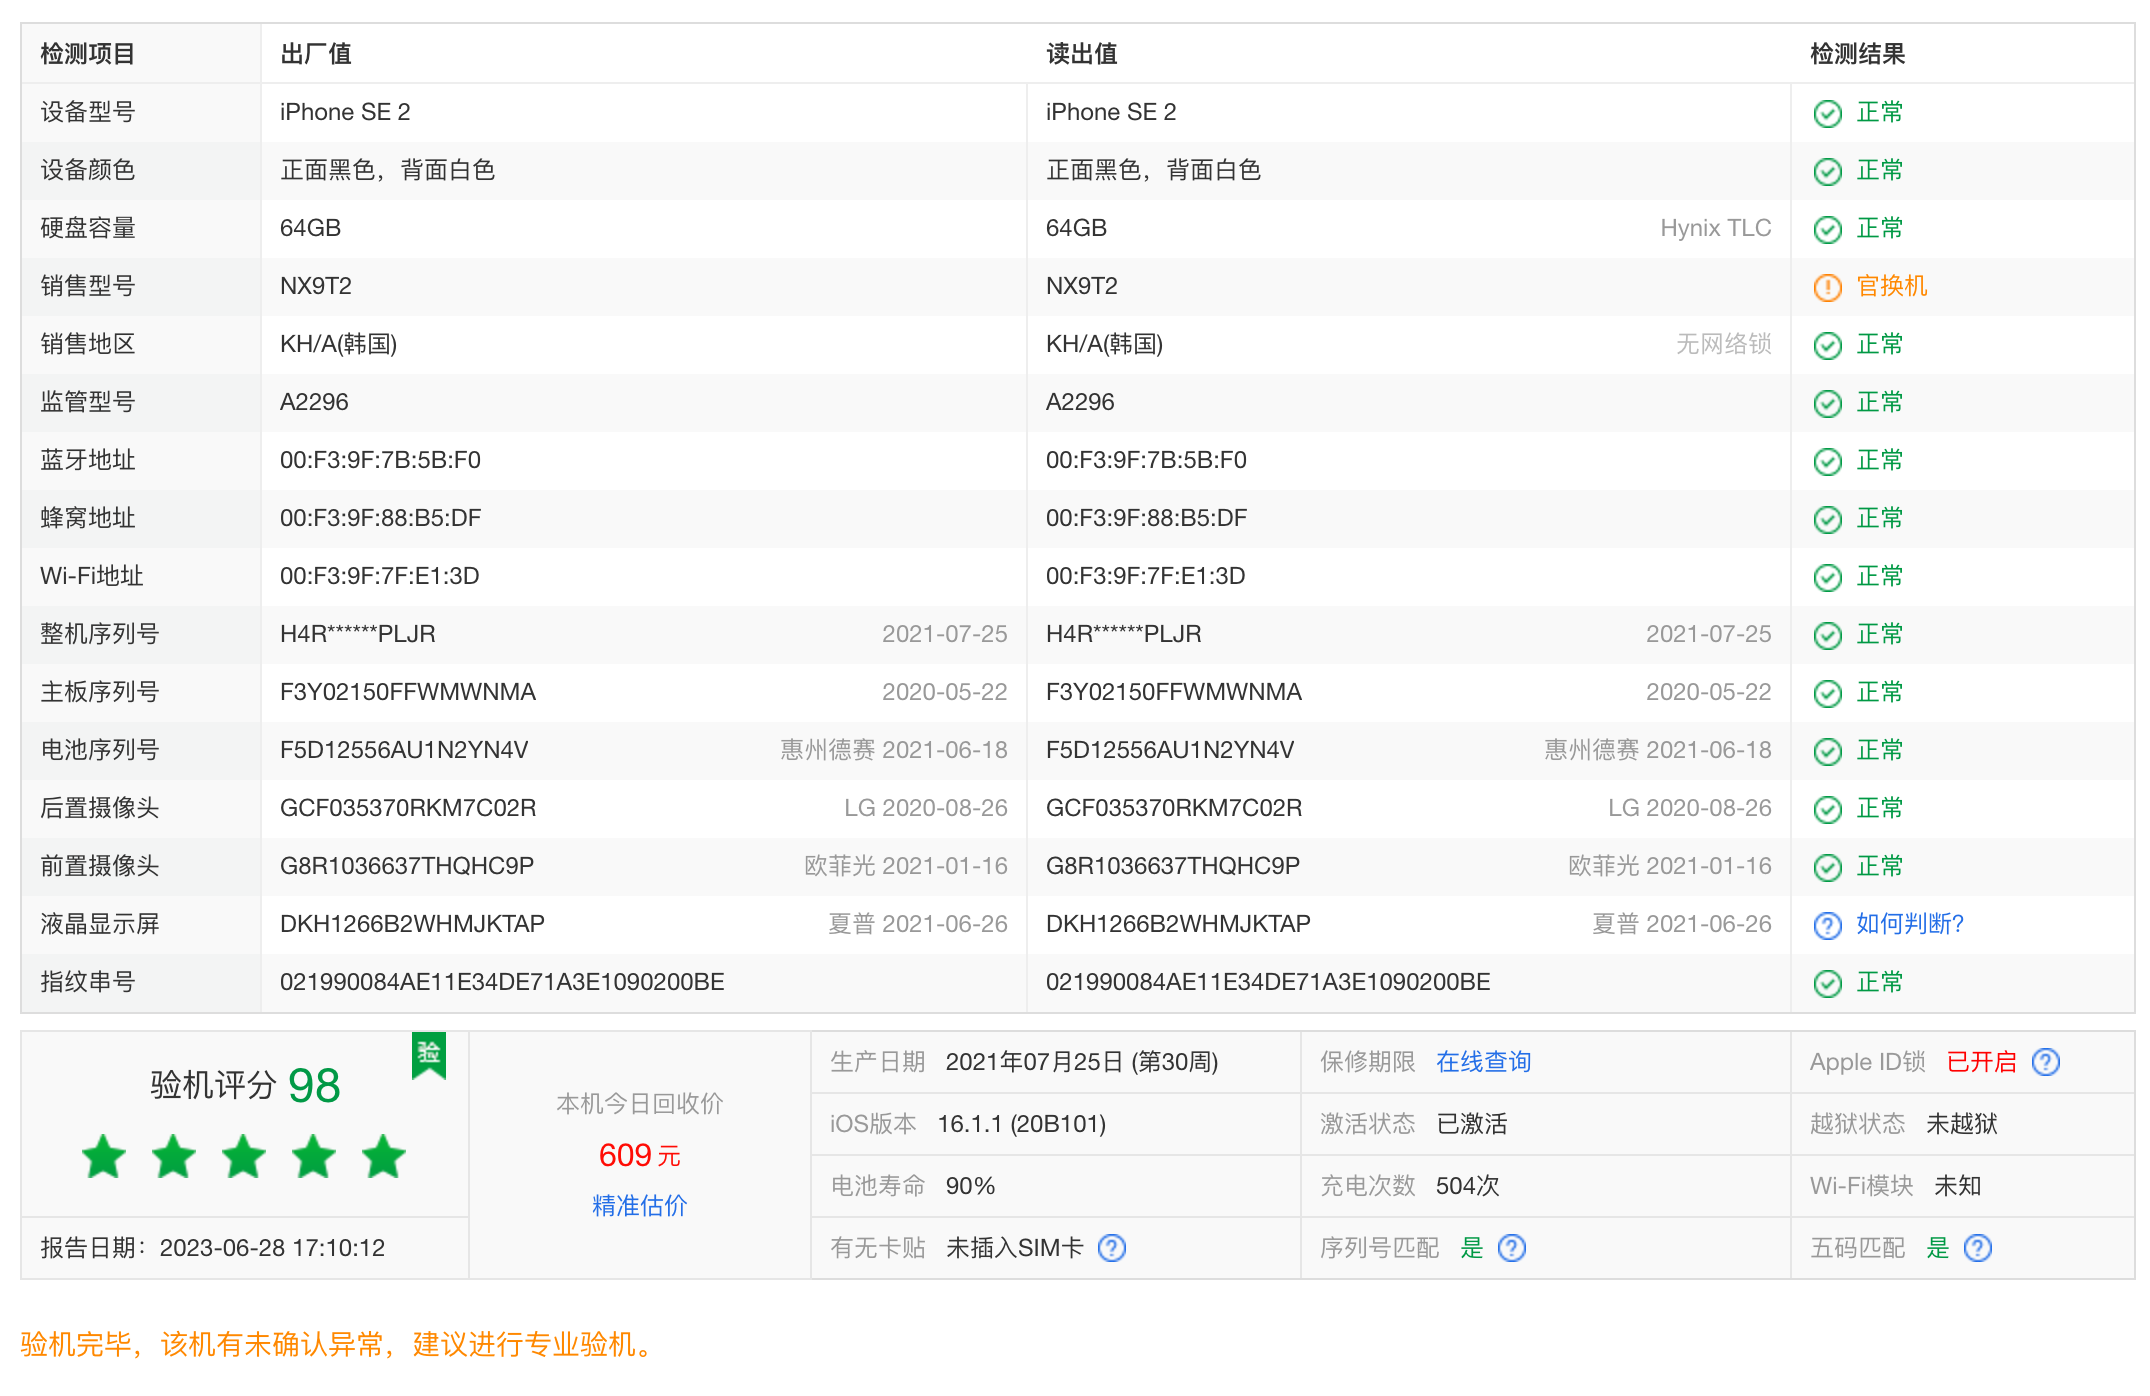 检测项目 出厂值 读出值 检测结果
设备型号 iPhone SE 2 iPhone SE 2 正常
设备颜色 正面黑色，背面白色 正面黑色，背面白色 正常
硬盘容量 64GB 64GB Hynix TLC 正常
销售型号 NX9T2 NX9T2 官换机
销售地区 KH/A(韩国) KH/A(韩国) 无网络锁 正常
监管型号 A2296 A2296 正常
蓝牙地址 00:F3:9F:7B:5B:F0 00:F3:9F:7B:5B:F0 正常
蜂窝地址 00:F3:9F:88:B5:DF 00:F3:9F:88:B5:DF 正常
Wi-Fi地址 00:F3:9F:7F:E1:3D 00:F3:9F:7F:E1:3D 正常
整机序列号 H4R******PLJR 2021-07-25 H4R******PLJR 2021-07-25 正常
主板序列号 F3Y02150FFWMWNMA 2020-05-22 F3Y02150FFWMWNMA 2020-05-22 正常
电池序列号 F5D12556AU1N2YN4V 惠州德赛 2021-06-18 F5D12556AU1N2YN4V 惠州德赛 2021-06-18 正常
后置摄像头 GCF035370RKM7C02R LG 2020-08-26 GCF035370RKM7C02R LG 2020-08-26 正常
前置摄像头 G8R1036637THQHC9P 欧菲光 2021-01-16 G8R1036637THQHC9P 欧菲光 2021-01-16 正常
液晶显示屏 DKH1266B2WHMJKTAP 夏普 2021-06-26 DKH1266B2WHMJKTAP 夏普 2021-06-26 如何判断?
指纹串号 021990084AE11E34DE71A3E1090200BE 021990084AE11E34DE71A3E1090200BE 正常
验
验机评分 98
报告日期：2023-06-28 17:10:12
本机今日回收价
609 元
精准估价
生产日期 2021年07月25日 (第30周) 保修期限 在线查询 Apple ID锁 已开启
iOS版本 16.1.1 (20B101) 激活状态 已激活 越狱状态 未越狱
电池寿命 90% 充电次数 504次 Wi-Fi模块 未知
有无卡贴 未插入SIM卡 序列号匹配 是 五码匹配 是
验机完毕，该机有未确认异常，建议进行专业验机。